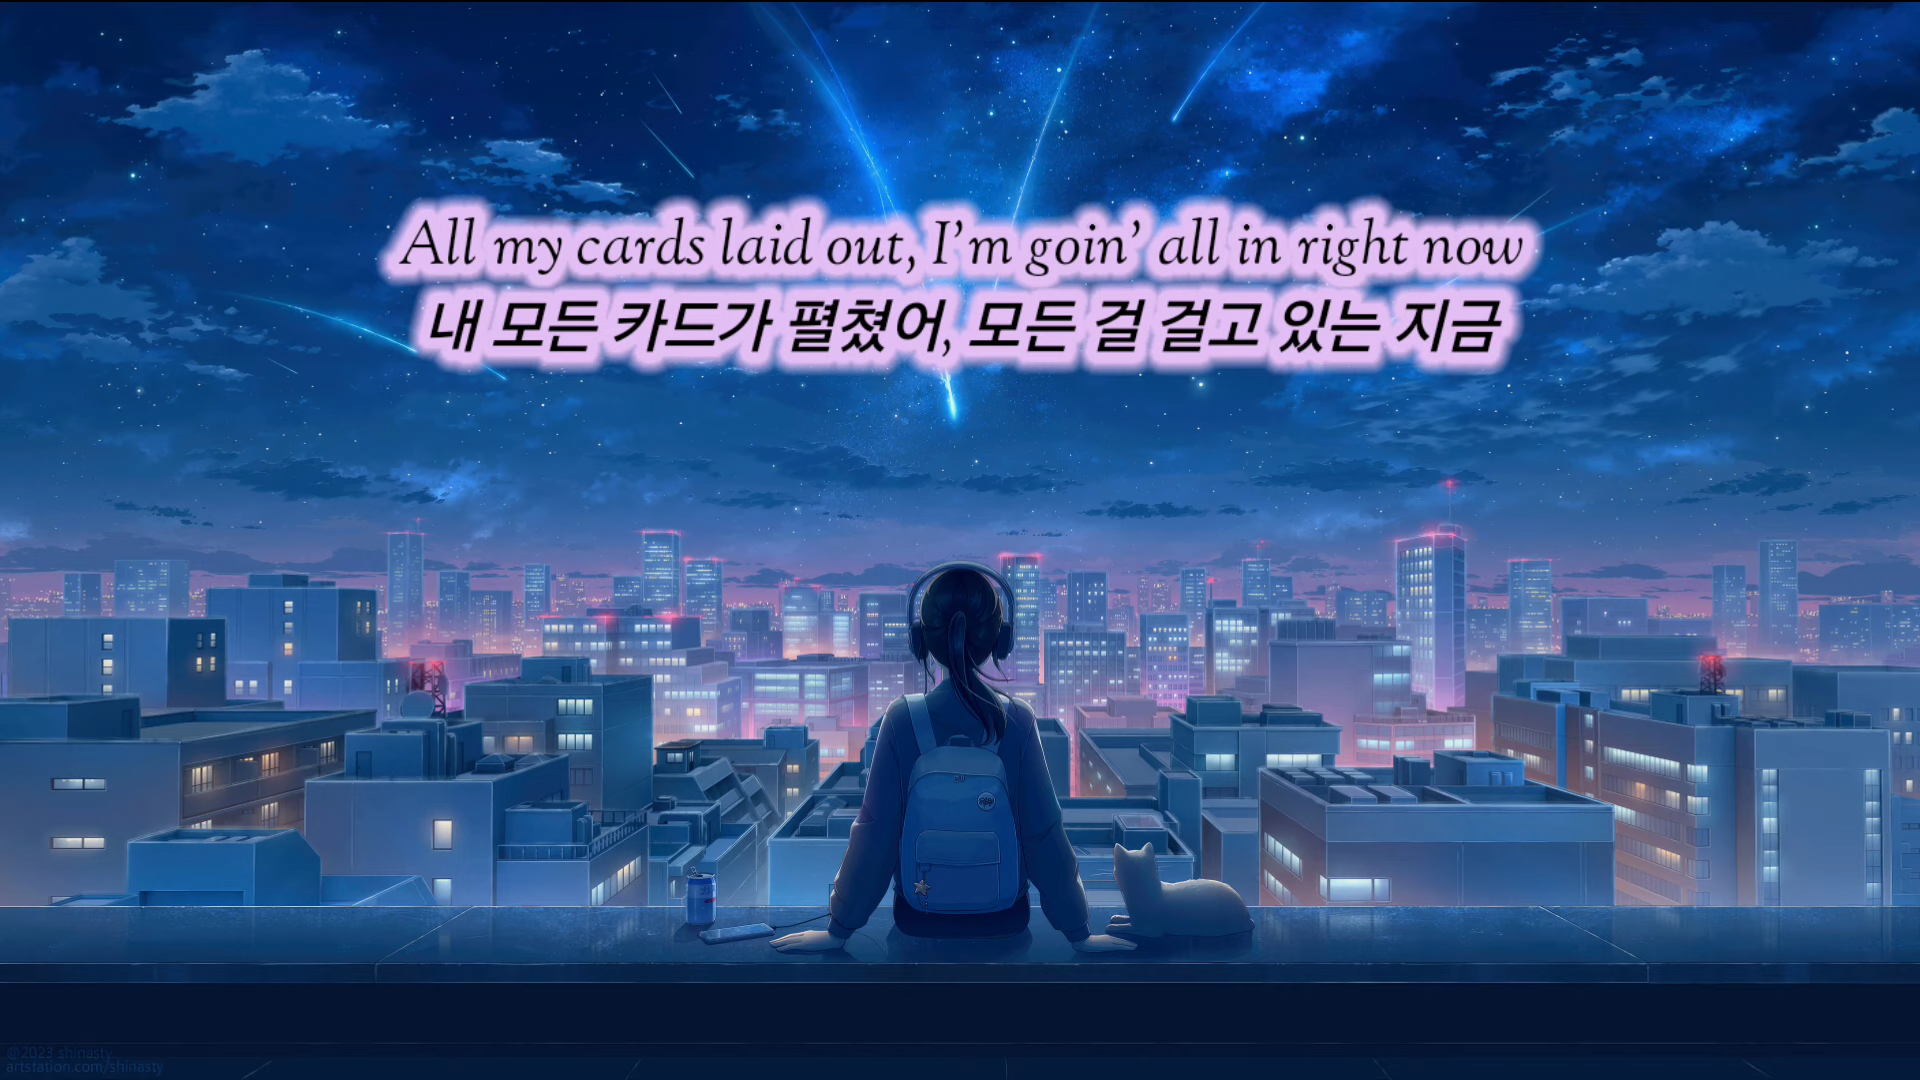 All my cards laid out, I’m goin’ all in right now
내 모든 카드가 펼쳤어, 모든 걸 걸고 있는 지금
@2023 shinasty
artstation.com/shinasty